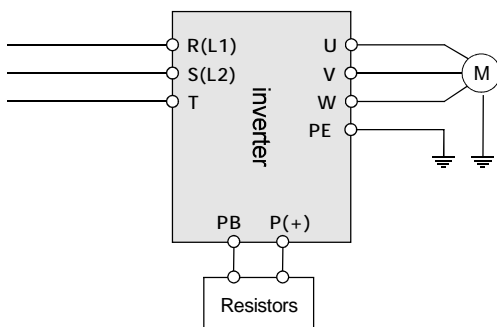 R(L1)
S(L2)
T
inverter
U
V
W
PE
M
PB
P(+)
Resistors